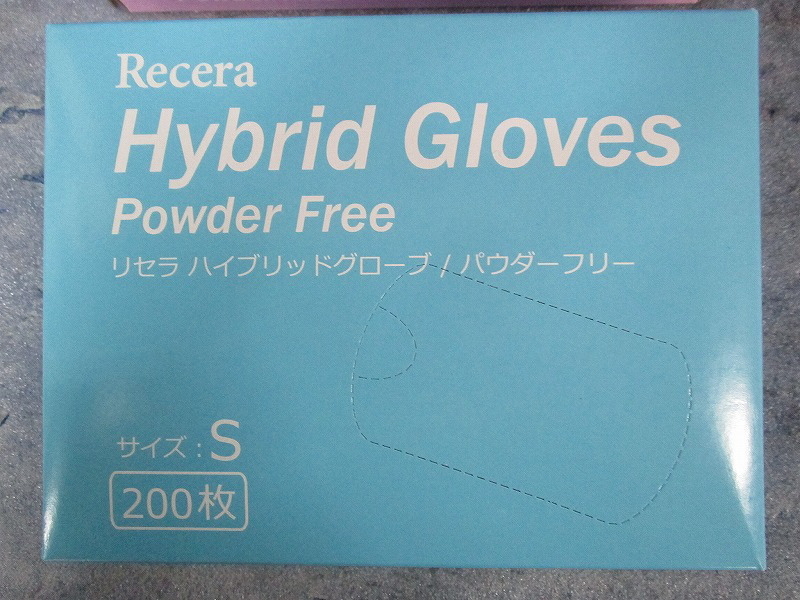 Recera
Hybrid Gloves
Powder Free
リセラ ハイブリッドグローブ / パウダーフリー
サイズ : S
200枚